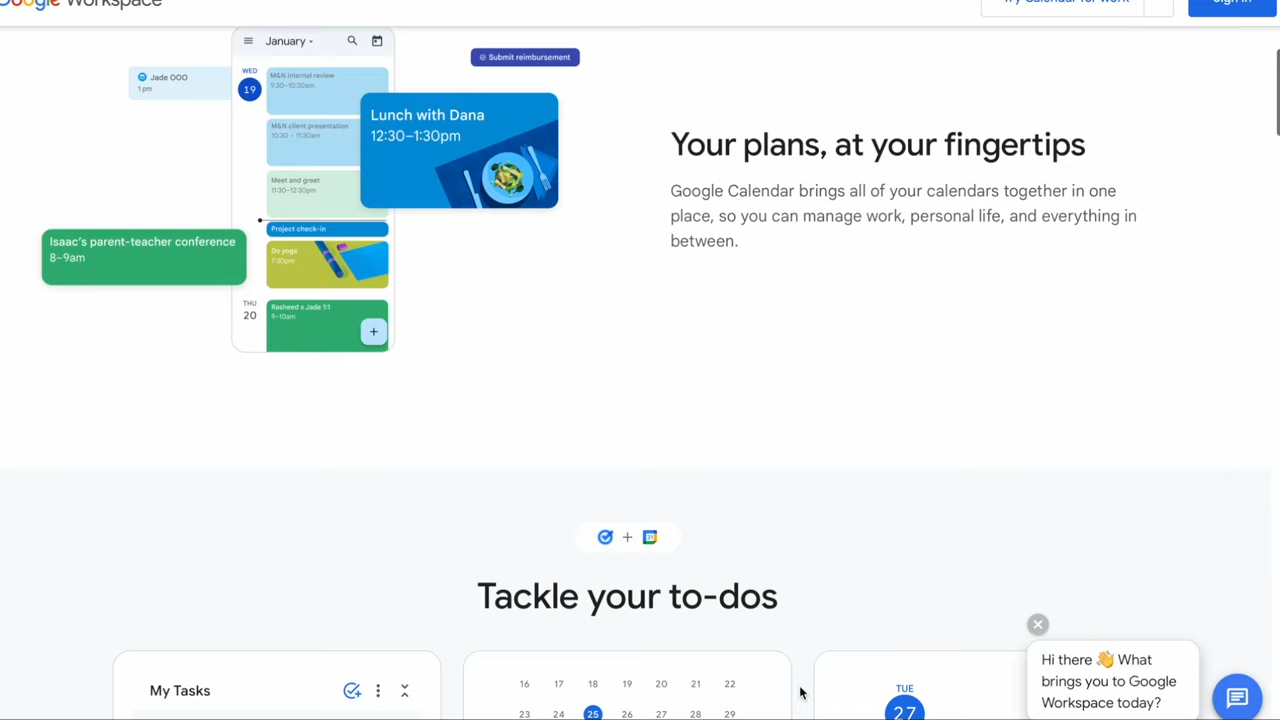 Google Workspace
Try Calendar for work
Sign in
January
Submit reimbursement
Jade OOO
1 pm
WED
19
M&N internal review
9:30-10:30am
Lunch with Dana
12:30–1:30pm
M&N client presentation
10:30 – 11:30am
Meet and greet
11:30-12:30pm
Project check-in
Isaac's parent-teacher conference
8–9am
Do yoga
7:30pm
THU
20
Rasheed x Jade 1:1
9–10am
+
Your plans, at your fingertips
Google Calendar brings all of your calendars together in one
place, so you can manage work, personal life, and everything in
between.
31
+
Tackle your to-dos
My Tasks
16 17 18 19 20 21 22
23 24 25 26 27 28 29
TUE
27
Hi there 👋 What
brings you to Google
Workspace today?